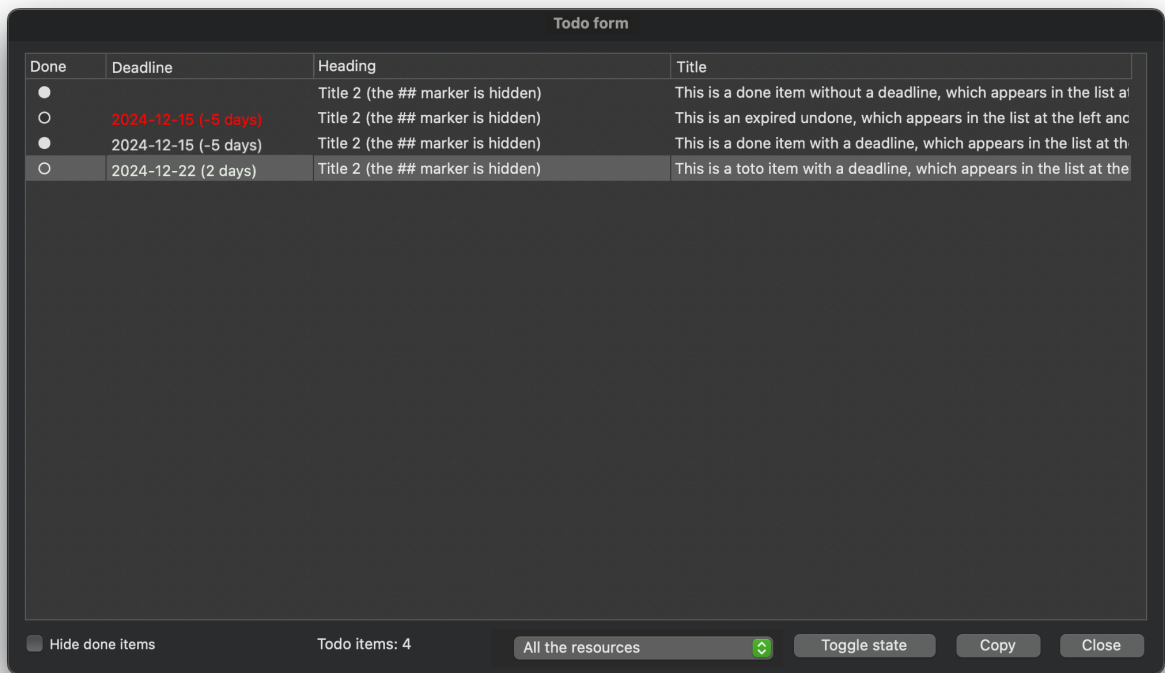 Todo form
Done Deadline Heading Title
Title 2 (the ## marker is hidden) This is a done item without a deadline, which appears in the list at
2024-12-15 (-5 days) Title 2 (the ## marker is hidden) This is an expired undone, which appears in the list at the left and
2024-12-15 (-5 days) Title 2 (the ## marker is hidden) This is a done item with a deadline, which appears in the list at the
2024-12-22 (2 days) Title 2 (the ## marker is hidden) This is a toto item with a deadline, which appears in the list at the
Hide done items Todo items: 4 All the resources Toggle state Copy Close